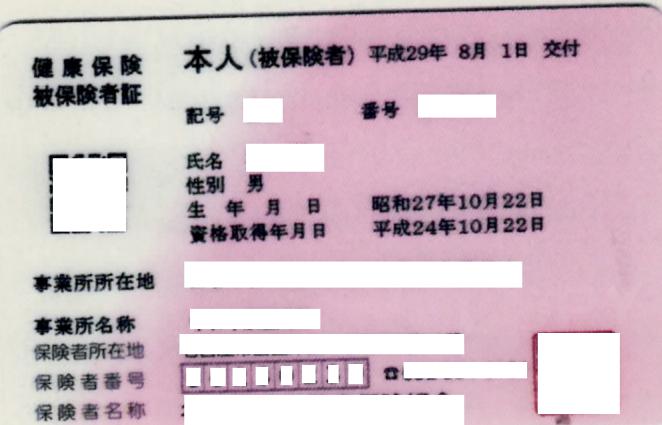 健康保険
被保険者証
本人(被保険者) 平成29年 8月 1日 交付
記号 番号
氏名
性別 男
生年月日 昭和27年10月22日
資格取得年月日 平成24年10月22日
事業所所在地
事業所名称
保険者所在地
保険者番号 ☎
保険者名称